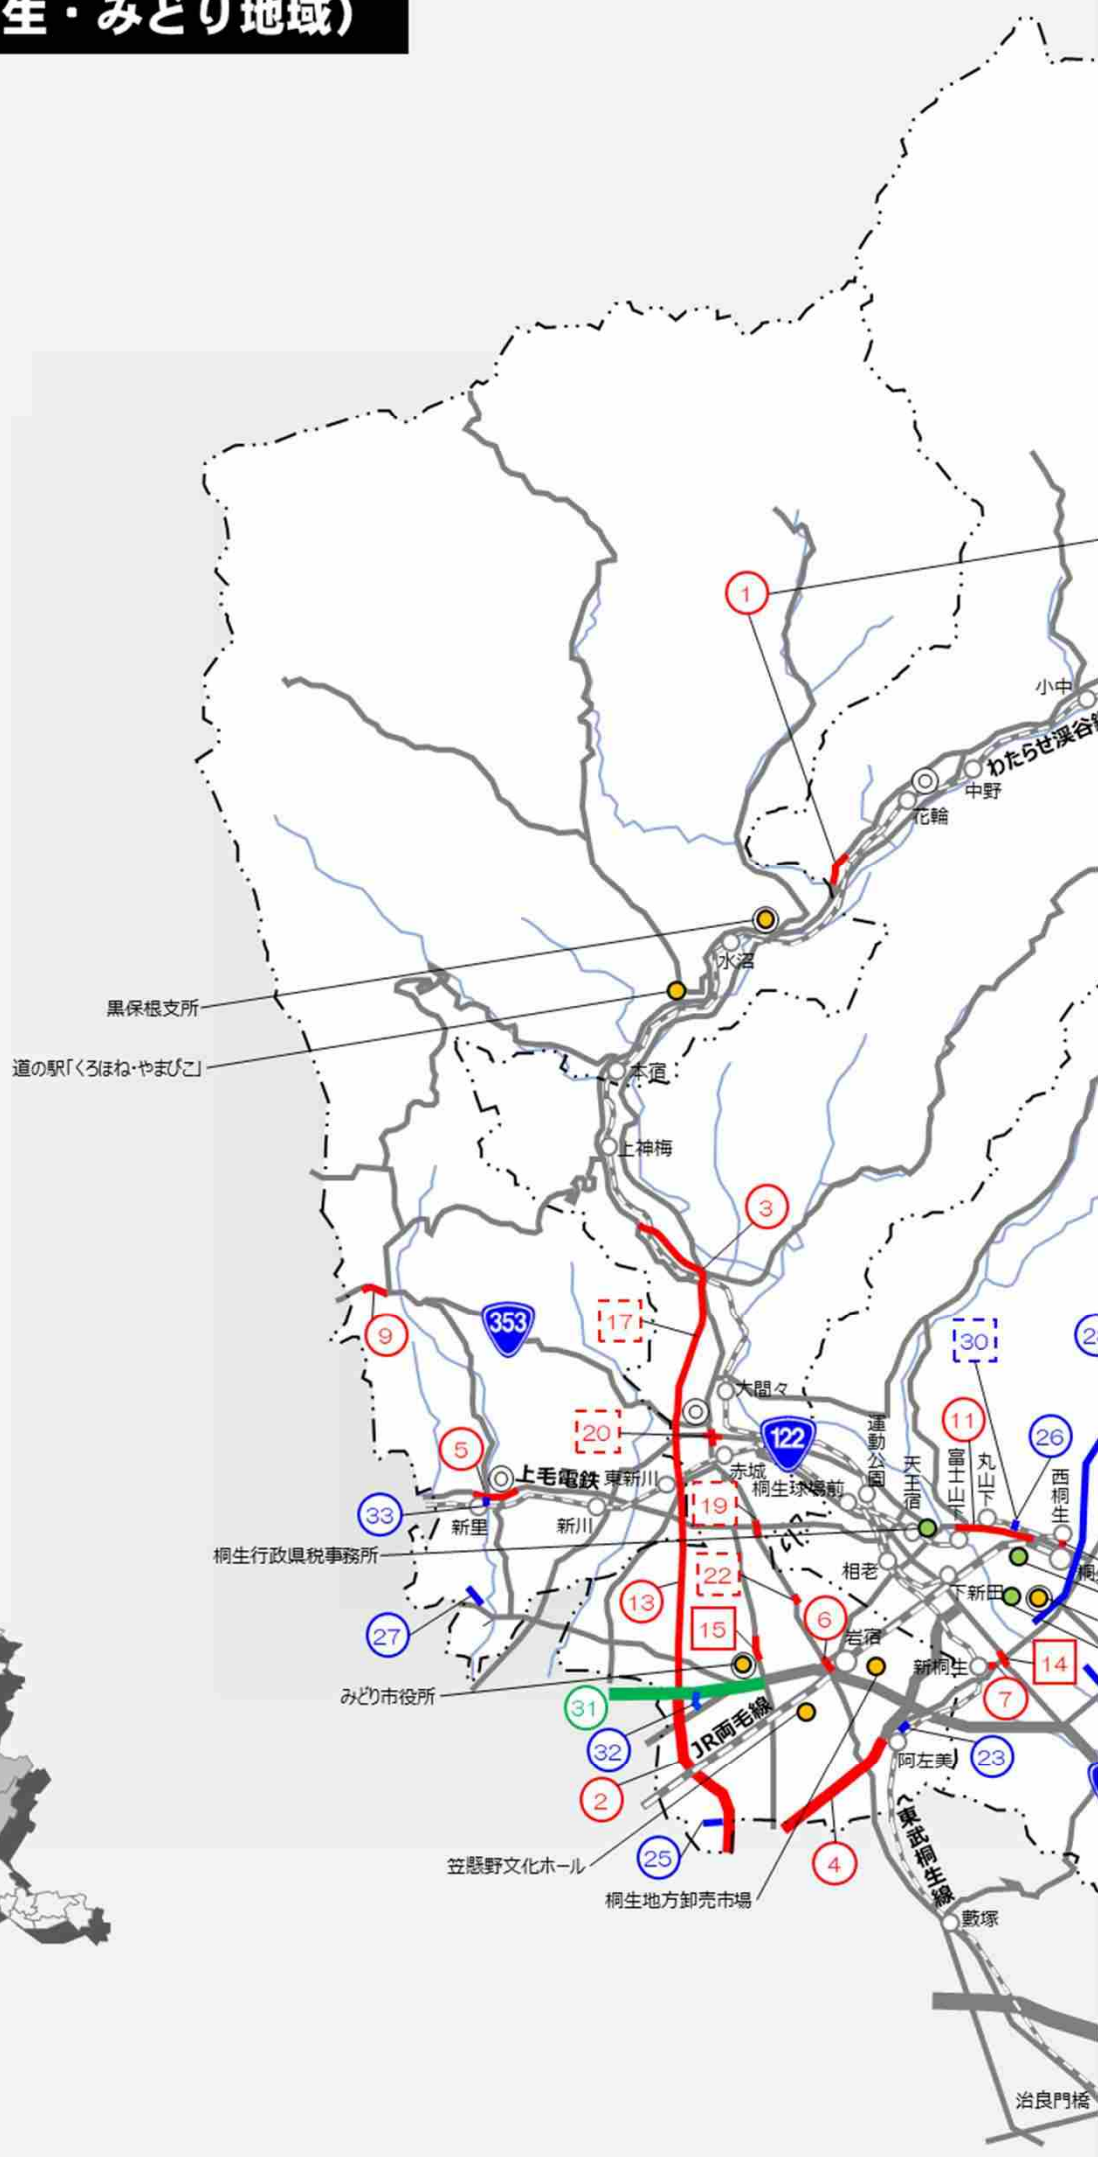 生・みどり地域）
1
小中
わたらせ渓谷
中野
花輪
水沼
黒保根支所
道の駅「くろほね・やまびこ」
本宿
上神梅
3
17
353
9
30
大間々
20
122
運動公園
11
26
5
上毛電鉄
東新川
赤城
桐生球場前
天王宿
富士山下
丸山下
西桐生
19
33
新里
新川
桐生行政県税事務所
相老
22
下新田
13
6
27
15
岩宿
新桐生
14
みどり市役所
31
7
32
JR両毛線
阿左美
23
2
25
4
笠懸野文化ホール
桐生地方卸売市場
東武桐生線
藪塚
治良門橋